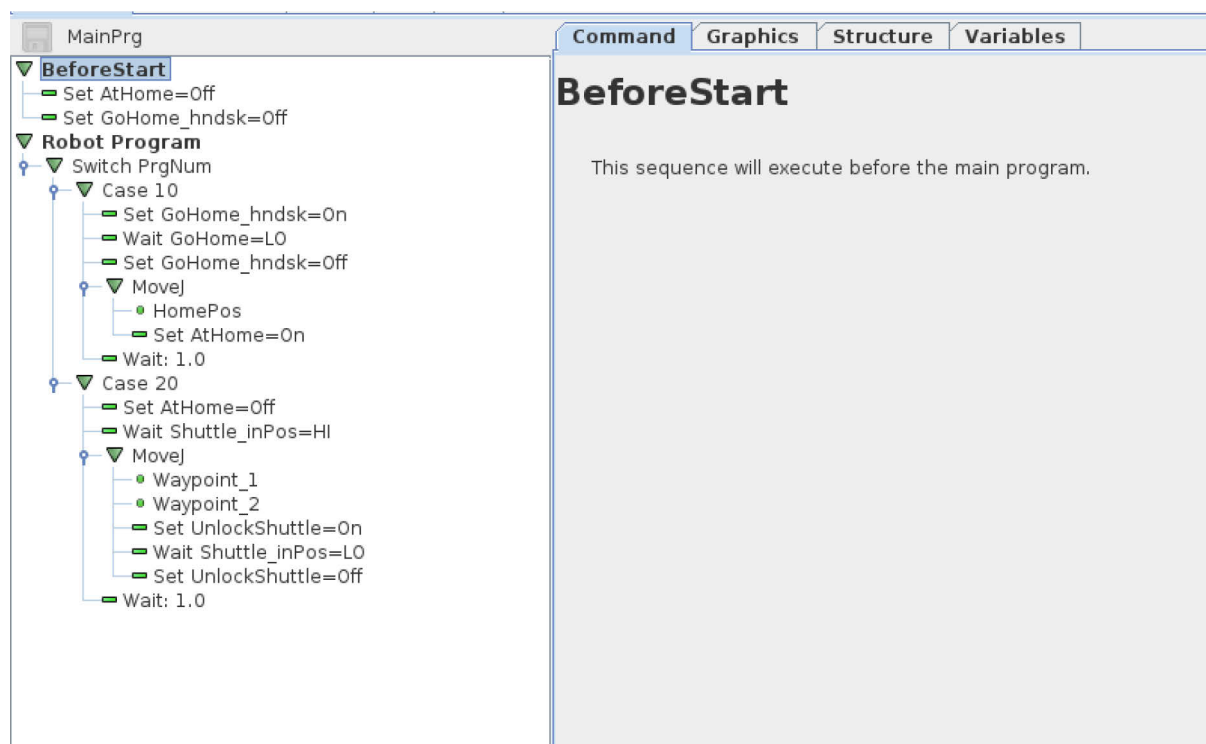 MainPrg
Command Graphics Structure Variables
BeforeStart
Set AtHome=Off
Set GoHome_hndsk=Off
Robot Program
Switch PrgNum
Case 10
Set GoHome_hndsk=On
Wait GoHome=LO
Set GoHome_hndsk=Off
MoveJ
HomePos
Set AtHome=On
Wait: 1.0
Case 20
Set AtHome=Off
Wait Shuttle_inPos=HI
MoveJ
Waypoint_1
Waypoint_2
Set UnlockShuttle=On
Wait Shuttle_inPos=LO
Set UnlockShuttle=Off
Wait: 1.0
BeforeStart
This sequence will execute before the main program.